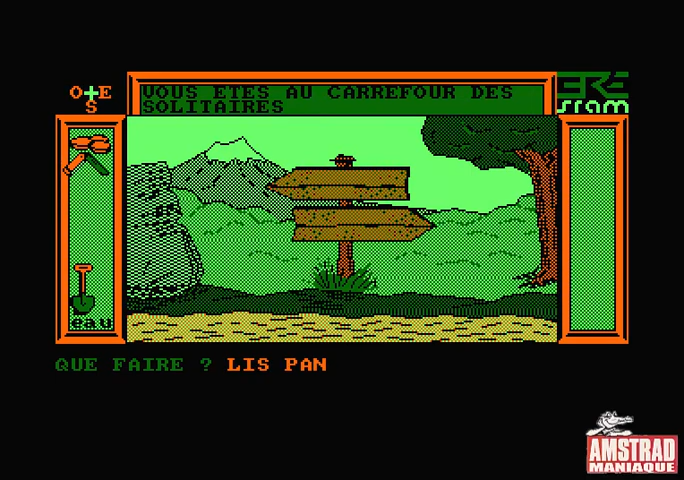 VOUS ETES AU CARREFOUR DES
SOLITAIRES
O E
S
ERE
sram
eau
QUE FAIRE ? LIS PAN
AMSTRAD
MANIAQUE